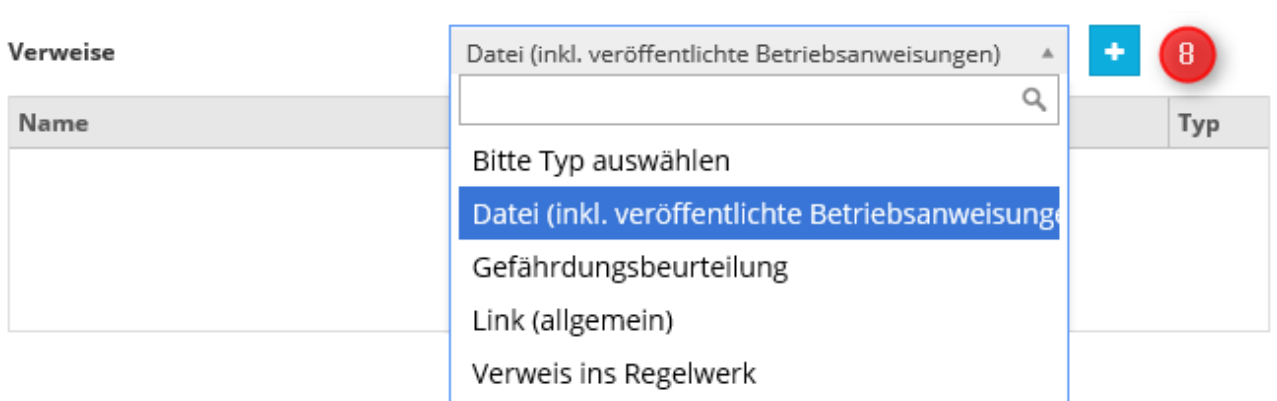 Verweise
Datei (inkl. veröffentlichte Betriebsanweisungen)
8
Name
Typ
Bitte Typ auswählen
Datei (inkl. veröffentlichte Betriebsanweisunge
Gefährdungsbeurteilung
Link (allgemein)
Verweis ins Regelwerk